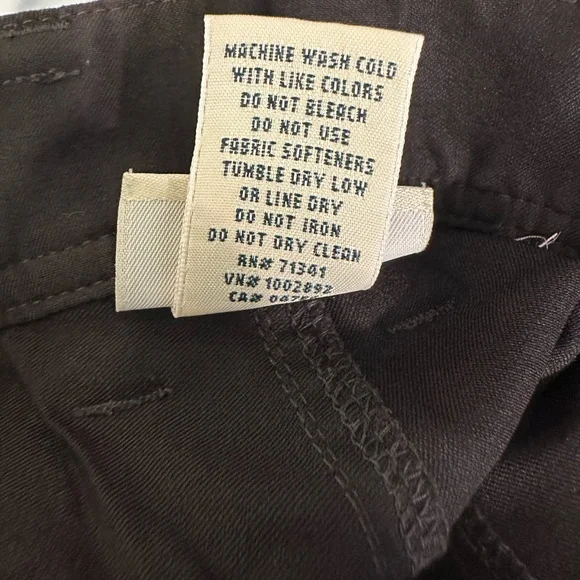 MACHINE WASH COLD
WITH LIKE COLORS
DO NOT BLEACH
DO NOT USE
FABRIC SOFTENERS
TUMBLE DRY LOW
OR LINE DRY
DO NOT IRON
DO NOT DRY CLEAN
RN# 71341
VN# 1002892
CA#